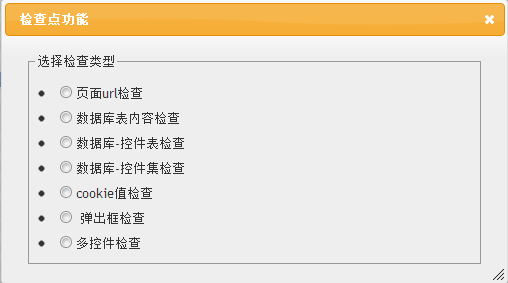 检查点功能
选择检查类型
页面url检查
数据库表内容检查
数据库-控件表检查
数据库-控件集检查
cookie值检查
弹出框检查
多控件检查